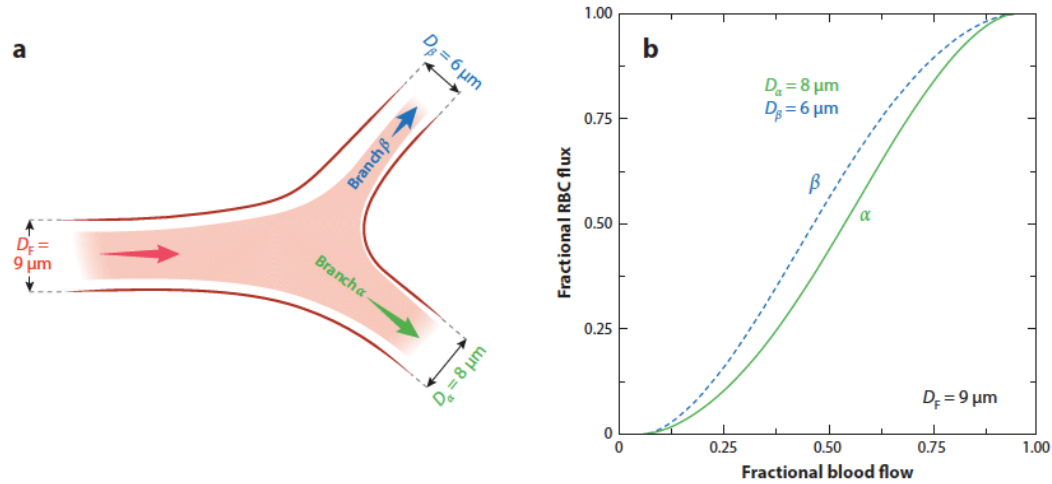 a
D_β = 6 μm
Branch β
D_F =
9 μm
Branch α
D_α = 8 μm
b
1.00
0.75
0.50
0.25
0
Fractional RBC flux
D_α = 8 μm
D_β = 6 μm
β
α
D_F = 9 μm
0
0.25
0.50
0.75
1.00
Fractional blood flow